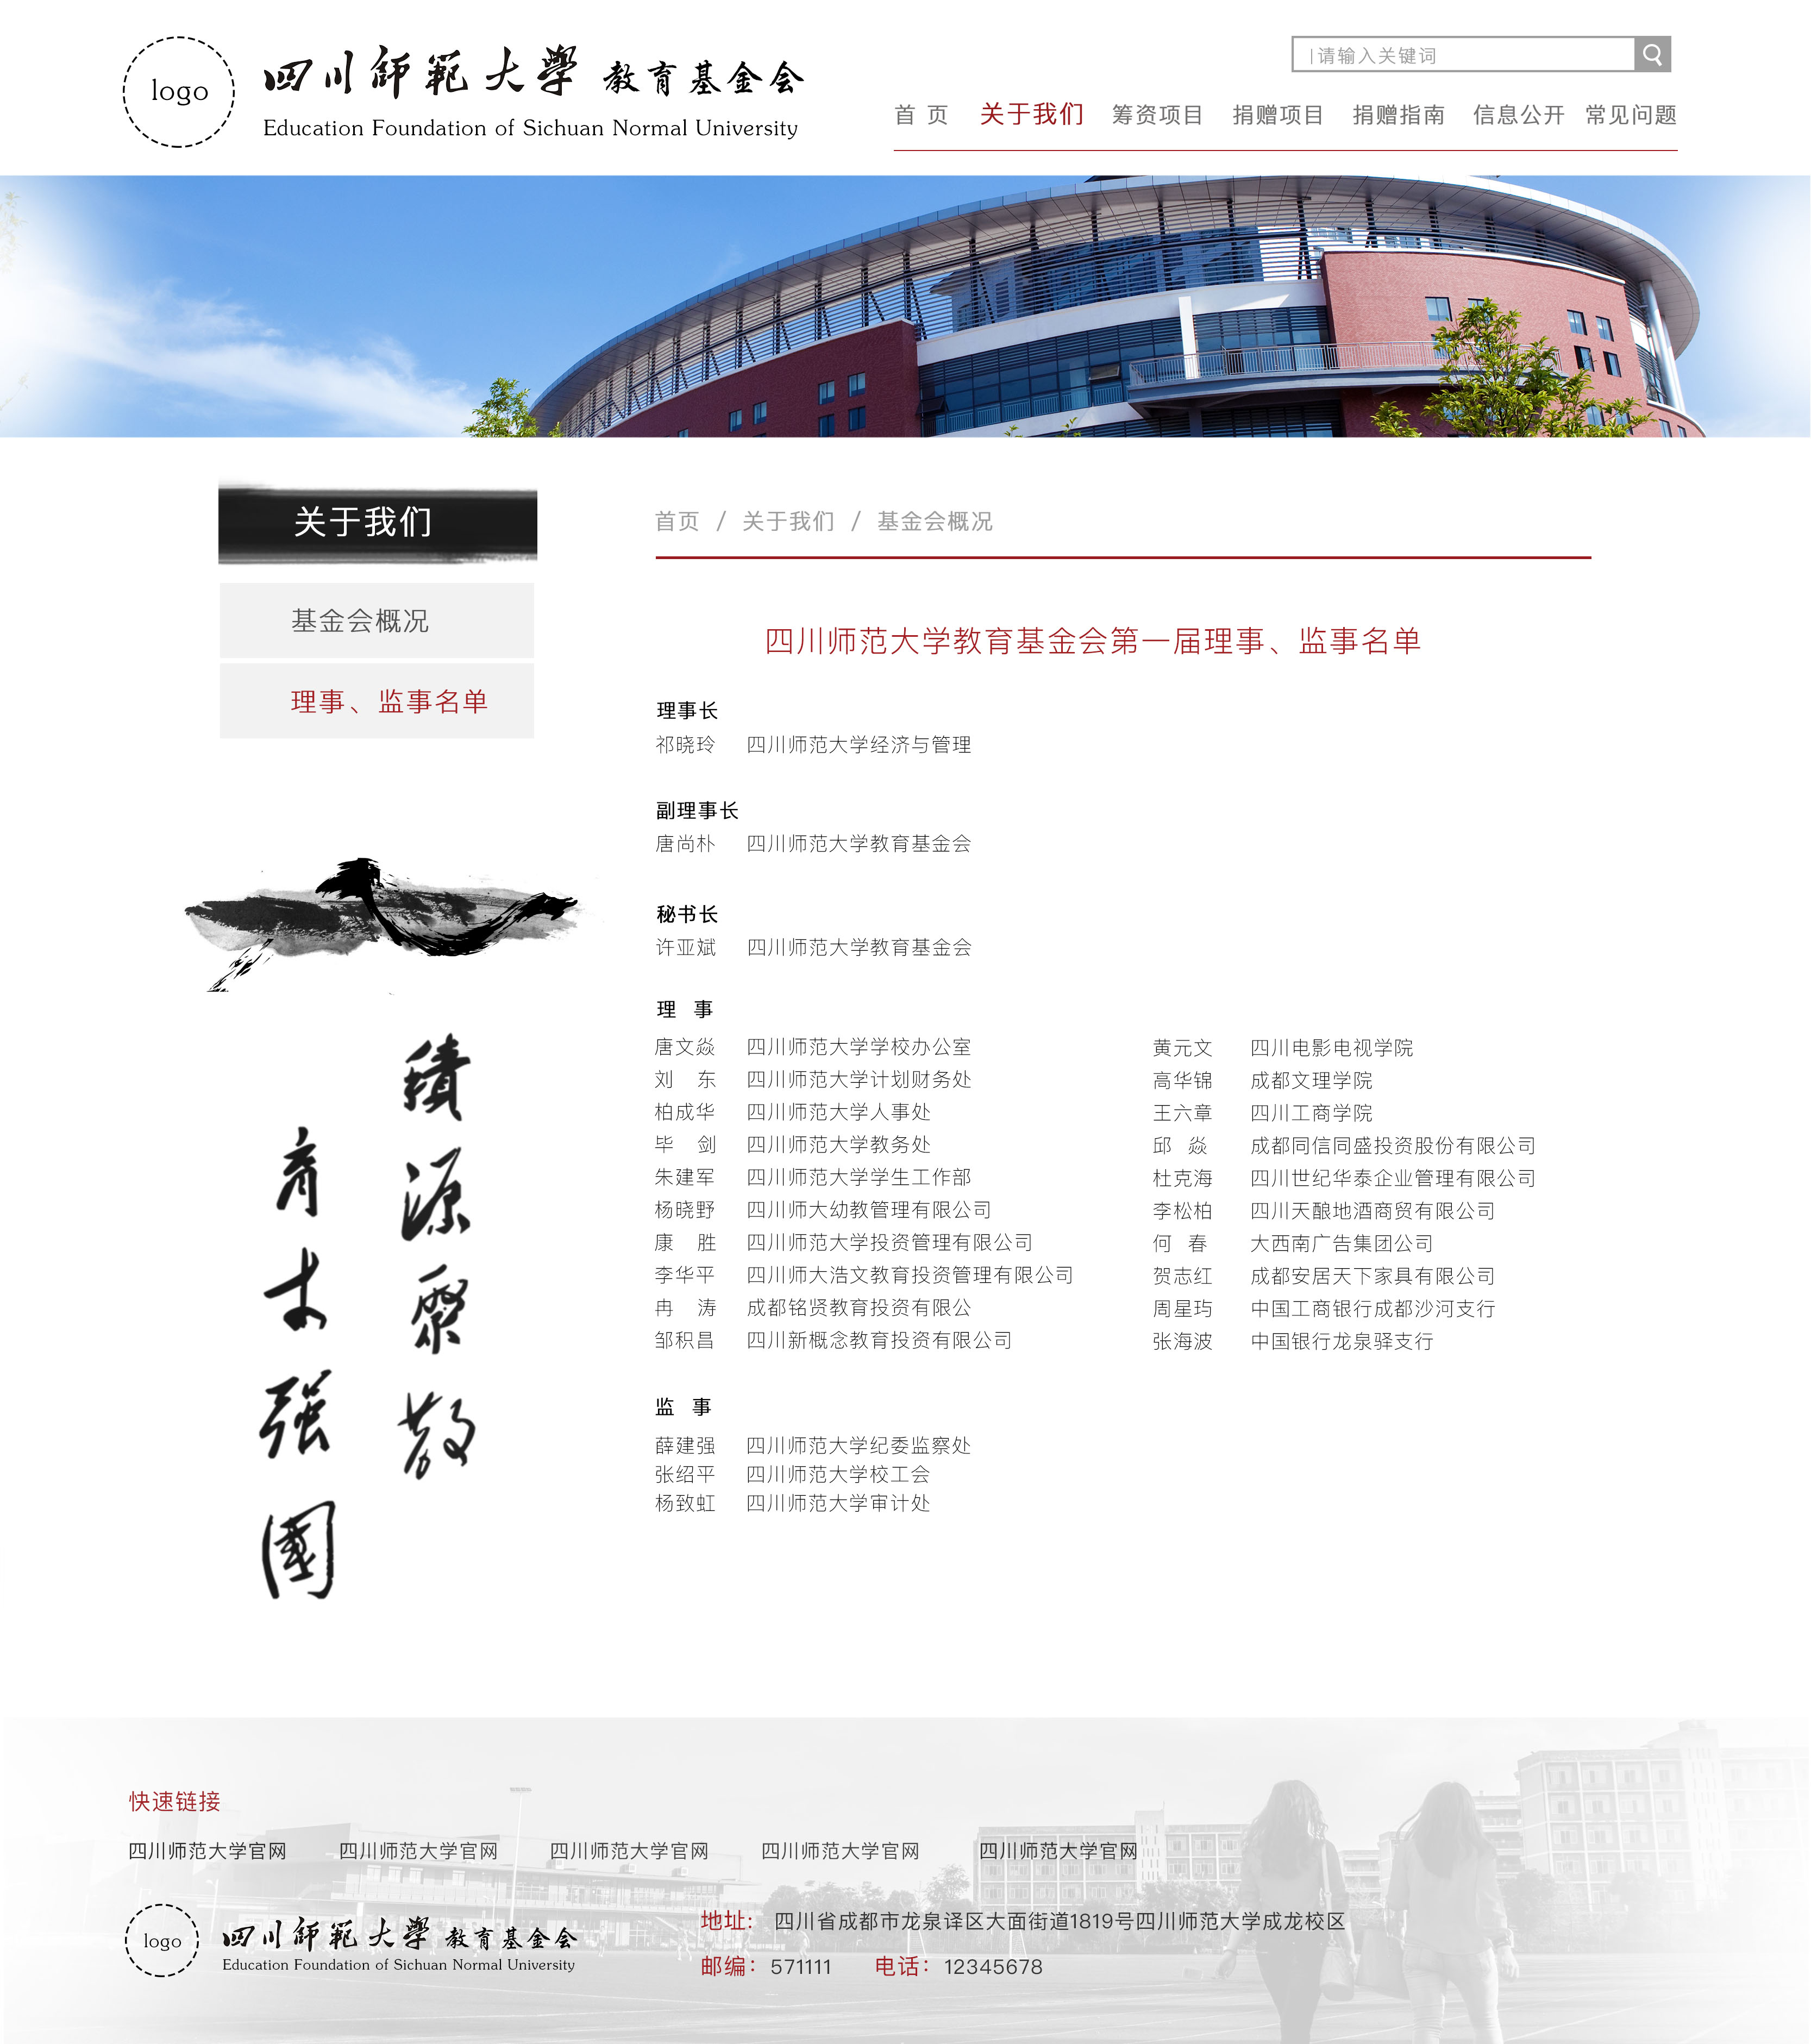 logo
四川師範大學 教育基金会
Education Foundation of Sichuan Normal University
请输入关键词
首 页 关于我们 筹资项目 捐赠项目 捐赠指南 信息公开 常见问题
关于我们
基金会概况
理事、监事名单
首页 / 关于我们 / 基金会概况
四川师范大学教育基金会第一届理事、监事名单
理事长
祁晓玲 四川师范大学经济与管理
副理事长
唐尚朴 四川师范大学教育基金会
秘书长
许亚斌 四川师范大学教育基金会
理 事
唐文焱 四川师范大学学校办公室
刘 东 四川师范大学计划财务处
柏成华 四川师范大学人事处
毕 剑 四川师范大学教务处
朱建军 四川师范大学学生工作部
杨晓野 四川师大幼教管理有限公司
康 胜 四川师范大学投资管理有限公司
李华平 四川师大浩文教育投资管理有限公司
冉 涛 成都铭贤教育投资有限公
邹积昌 四川新概念教育投资有限公司
黄元文 四川电影电视学院
高华锦 成都文理学院
王六章 四川工商学院
邱 焱 成都同信同盛投资股份有限公司
杜克海 四川世纪华泰企业管理有限公司
李松柏 四川天酿地酒商贸有限公司
何 春 大西南广告集团公司
贺志红 成都安居天下家具有限公司
周星玙 中国工商银行成都沙河支行
张海波 中国银行龙泉驿支行
监 事
薛建强 四川师范大学纪委监察处
张绍平 四川师范大学校工会
杨致虹 四川师范大学审计处
積源聚教
育才强國
快速链接
四川师范大学官网 四川师范大学官网 四川师范大学官网 四川师范大学官网 四川师范大学官网
logo
四川師範大學 教育基金会
Education Foundation of Sichuan Normal University
地址: 四川省成都市龙泉译区大面街道1819号四川师范大学成龙校区
邮编：571111 电话：12345678